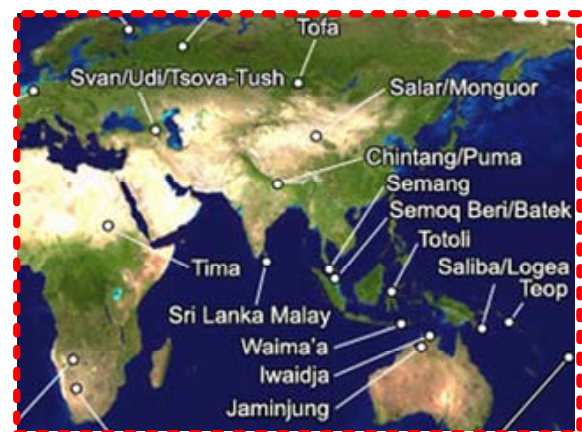 Tofa
Svan/Udi/Tsova-Tush
Salar/Monguor
Chintang/Puma
Semang
Semoq Beri/Batek
Totoli
Tima
Saliba/Logea
Teop
Sri Lanka Malay
Waima'a
Iwaidja
Jaminjung